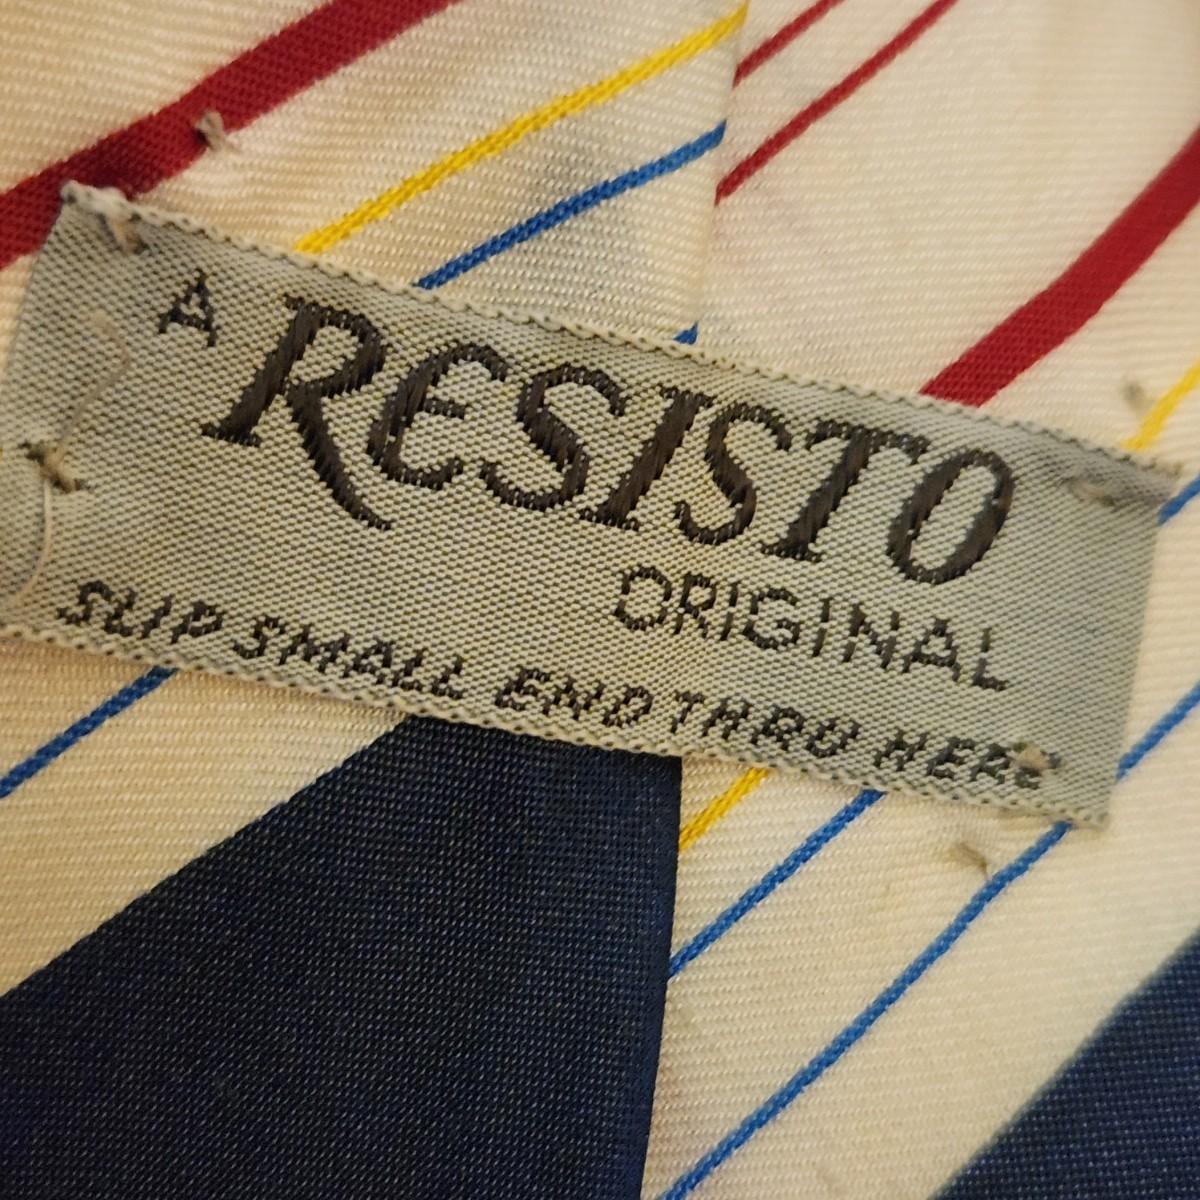 A RESISTO
ORIGINAL
SLIP SMALL END THRU HERE